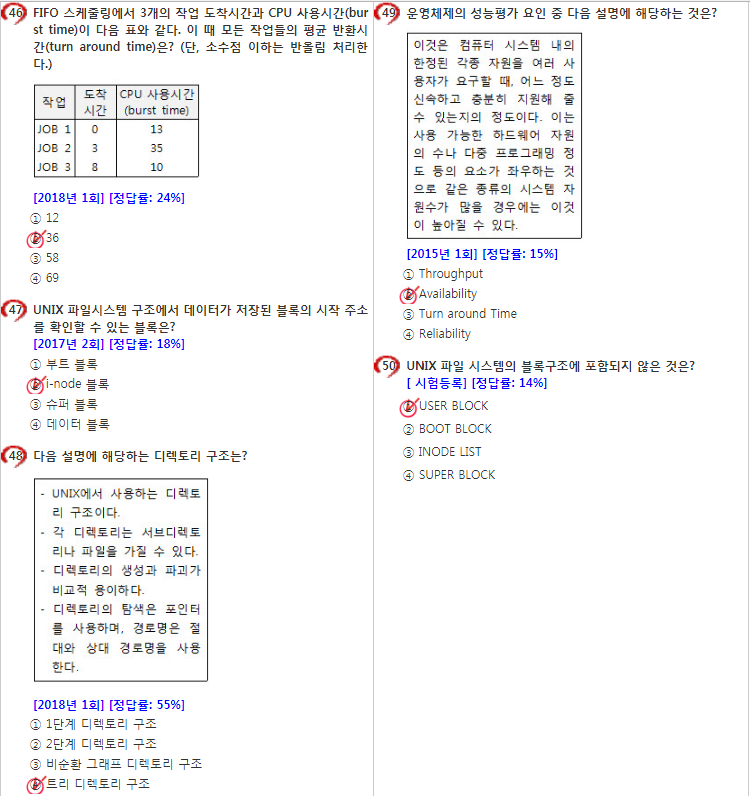 46 FIFO 스케줄링에서 3개의 작업 도착시간과 CPU 사용시간(bur
st time)이 다음 표와 같다. 이 때 모든 작업들의 평균 반환시
간(turn around time)은? (단, 소수점 이하는 반올림 처리한
다.)
작업 도착 시간 CPU 사용시간 (burst time)
JOB 1 0 13
JOB 2 3 35
JOB 3 8 10
[2018년 1회] [정답률: 24%]
① 12
② 36
③ 58
④ 69
47 UNIX 파일시스템 구조에서 데이터가 저장된 블록의 시작 주소
를 확인할 수 있는 블록은?
[2017년 2회] [정답률: 18%]
① 부트 블록
② i-node 블록
③ 슈퍼 블록
④ 데이터 블록
48 다음 설명에 해당하는 디렉토리 구조는?
- UNIX에서 사용하는 디렉토
리 구조이다.
- 각 디렉토리는 서브디렉토
리나 파일을 가질 수 있다.
- 디렉토리의 생성과 파괴가
비교적 용이하다.
- 디렉토리의 탐색은 포인터
를 사용하며, 경로명은 절
대와 상대 경로명을 사용
한다.
[2018년 1회] [정답률: 55%]
① 1단계 디렉토리 구조
② 2단계 디렉토리 구조
③ 비순환 그래프 디렉토리 구조
④ 트리 디렉토리 구조
49 운영체제의 성능평가 요인 중 다음 설명에 해당하는 것은?
이것은 컴퓨터 시스템 내의
한정된 각종 자원을 여러 사
용자가 요구할 때, 어느 정도
신속하고 충분히 지원해 줄
수 있는지의 정도이다. 이는
사용 가능한 하드웨어 자원
의 수나 다중 프로그래밍 정
도 등의 요소가 좌우하는 것
으로 같은 종류의 시스템 자
원수가 많을 경우에는 이것
이 높아질 수 있다.
[2015년 1회] [정답률: 15%]
① Throughput
② Availability
③ Turn around Time
④ Reliability
50 UNIX 파일 시스템의 블록구조에 포함되지 않은 것은?
[ 시험등록] [정답률: 14%]
① USER BLOCK
② BOOT BLOCK
③ INODE LIST
④ SUPER BLOCK